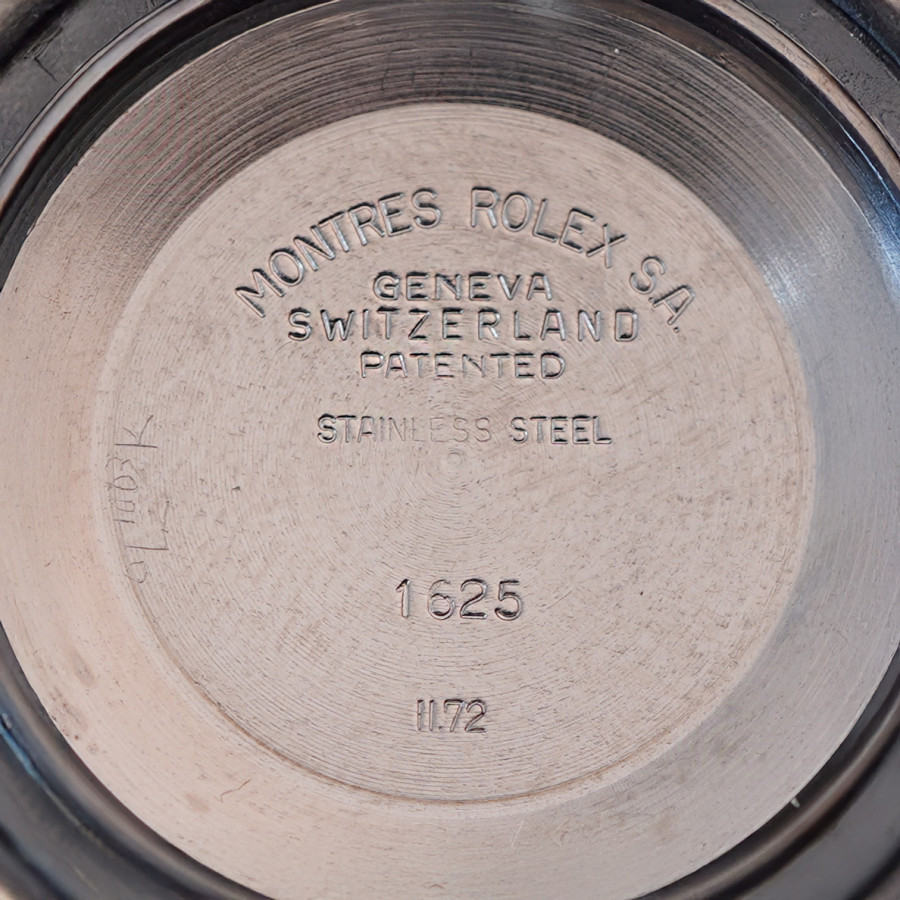 MONTRES ROLEX S.A.
GENEVA
SWITZERLAND
PATENTED
STAINLESS STEEL
1625
II.72